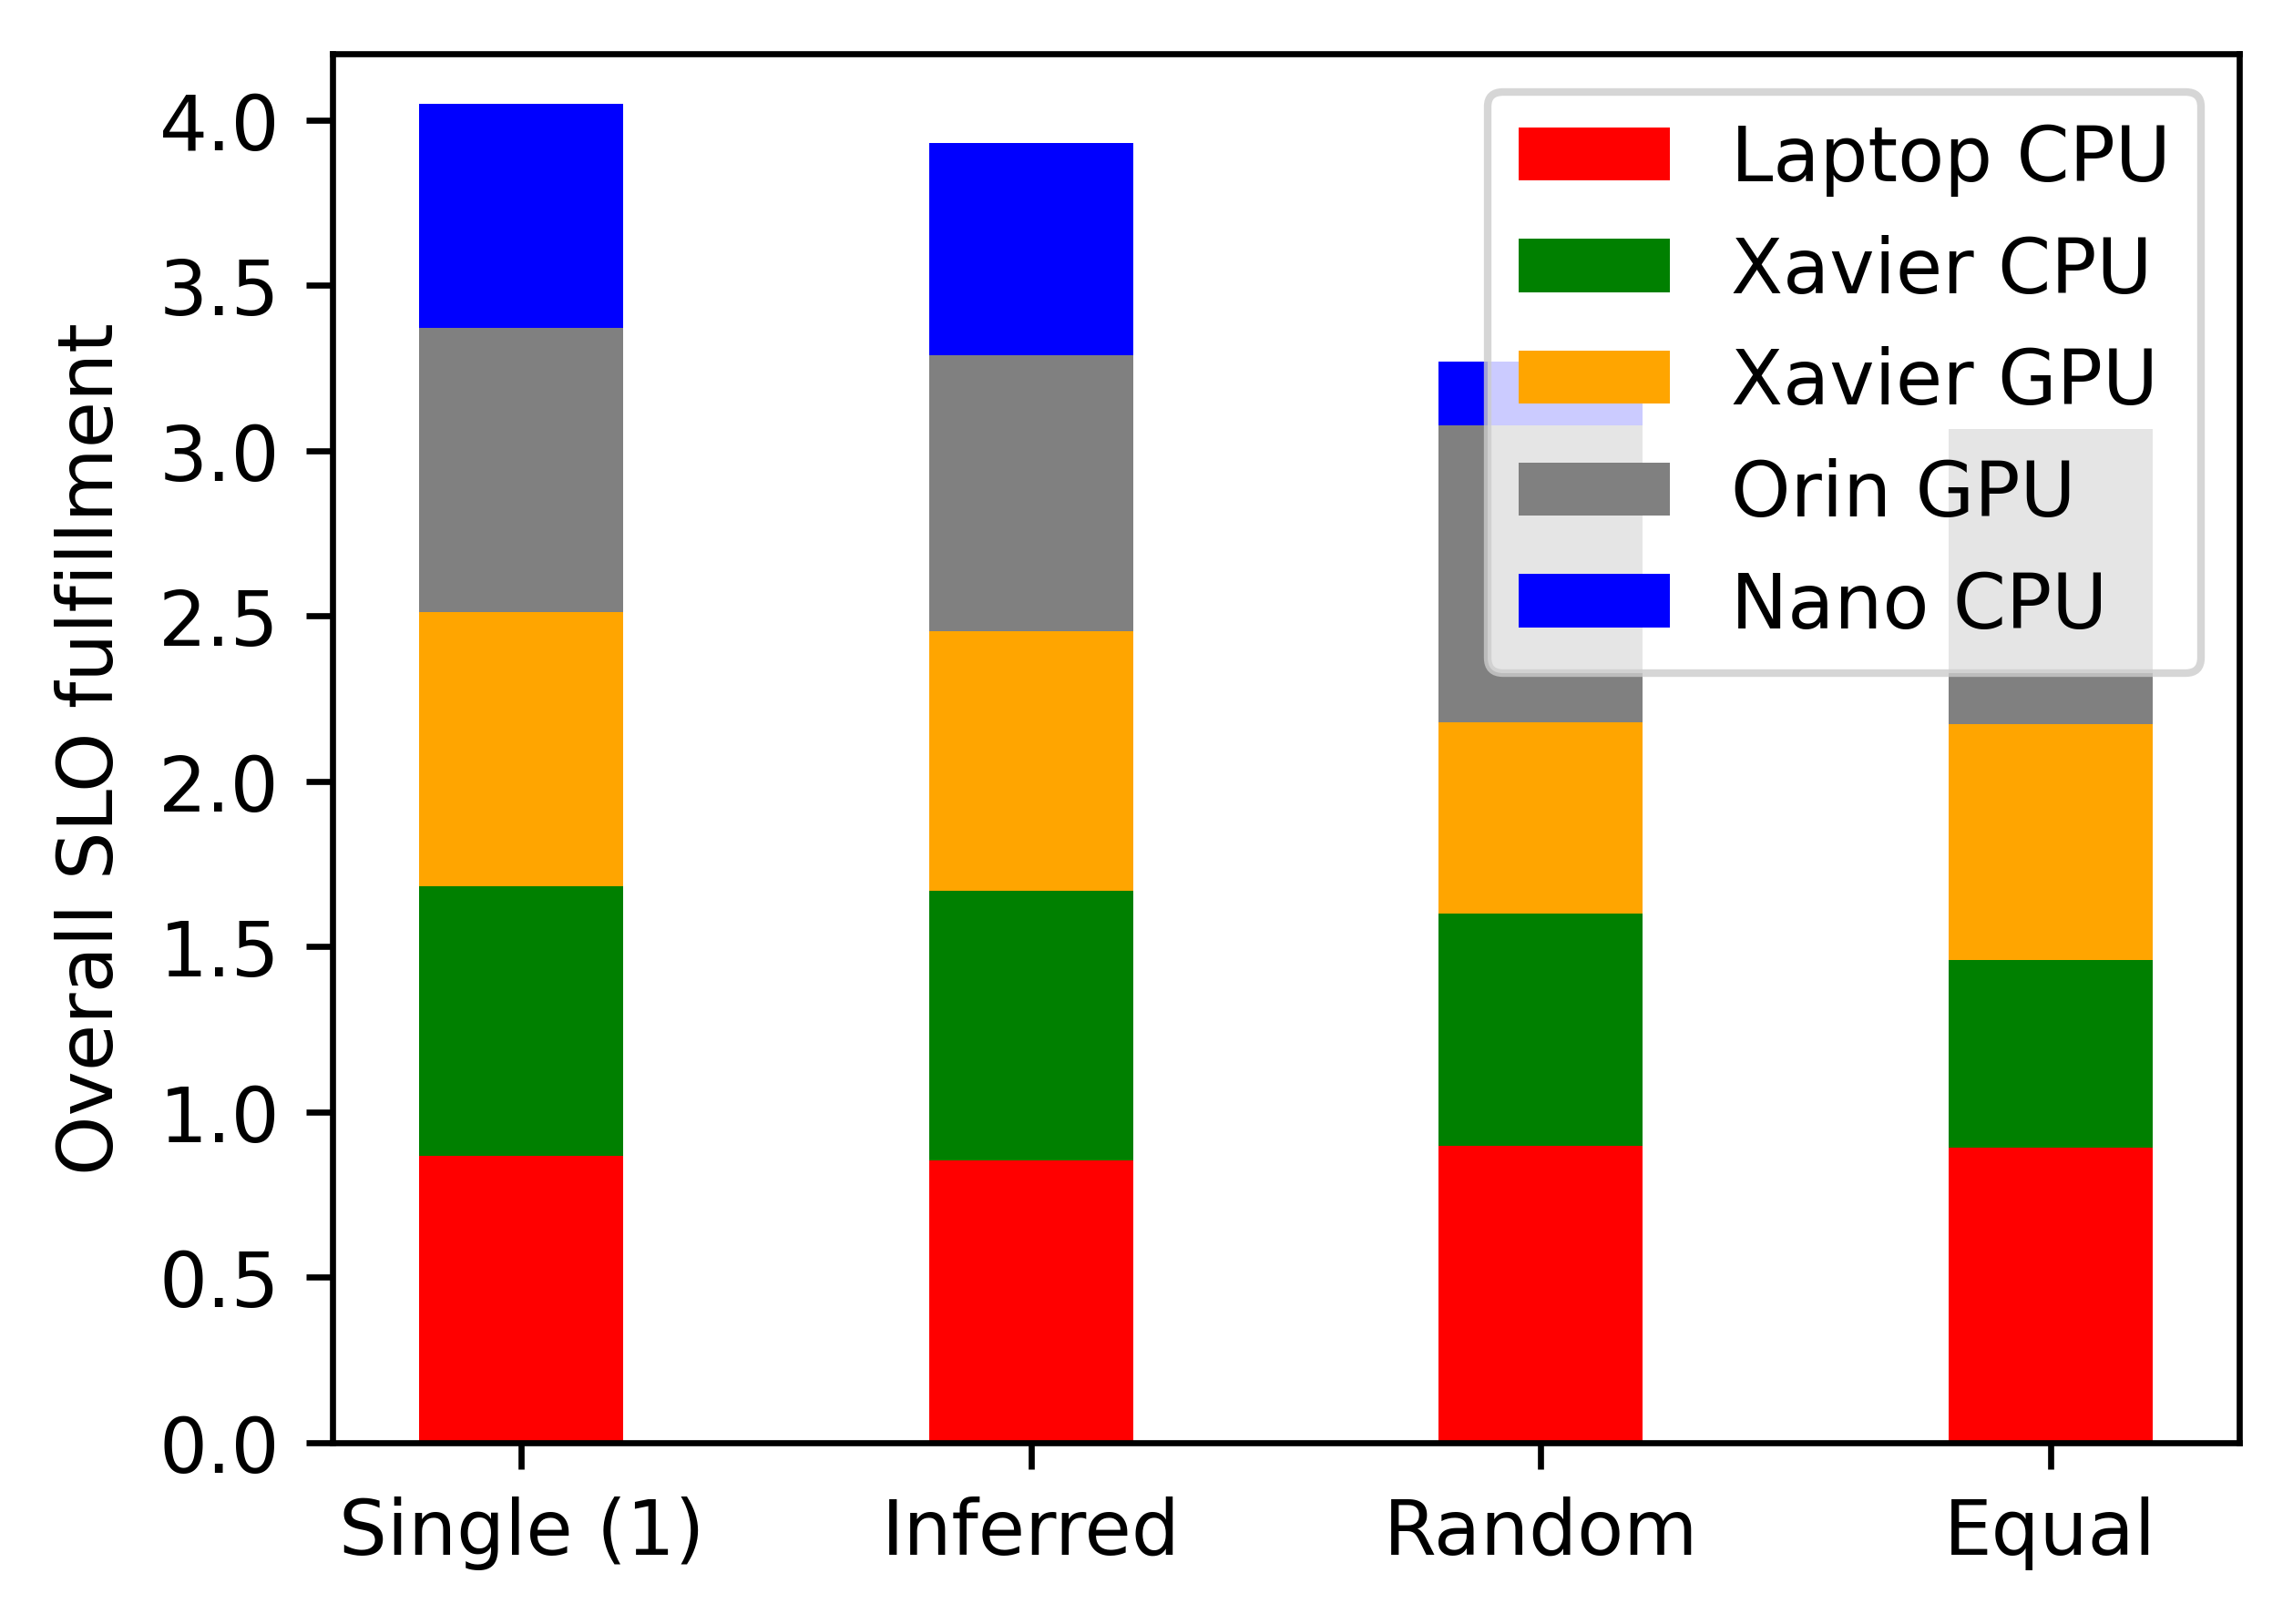 Overall SLO fulfillment
4.0
3.5
3.0
2.5
2.0
1.5
1.0
0.5
0.0
Single (1)
Inferred
Random
Equal
Laptop CPU
Xavier CPU
Xavier GPU
Orin GPU
Nano CPU